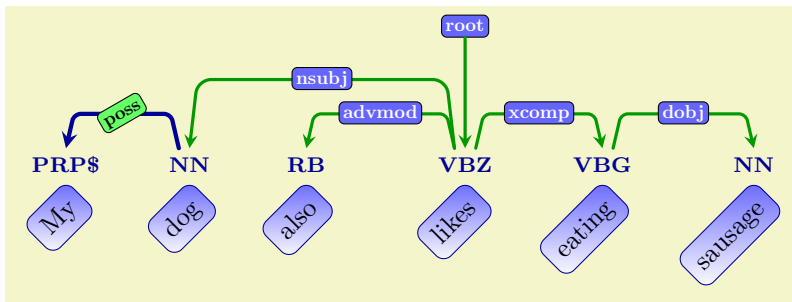 root
nsubj
poss advmod xcomp dobj
PRP$ NN RB VBZ VBG NN
My dog also likes eating sausage